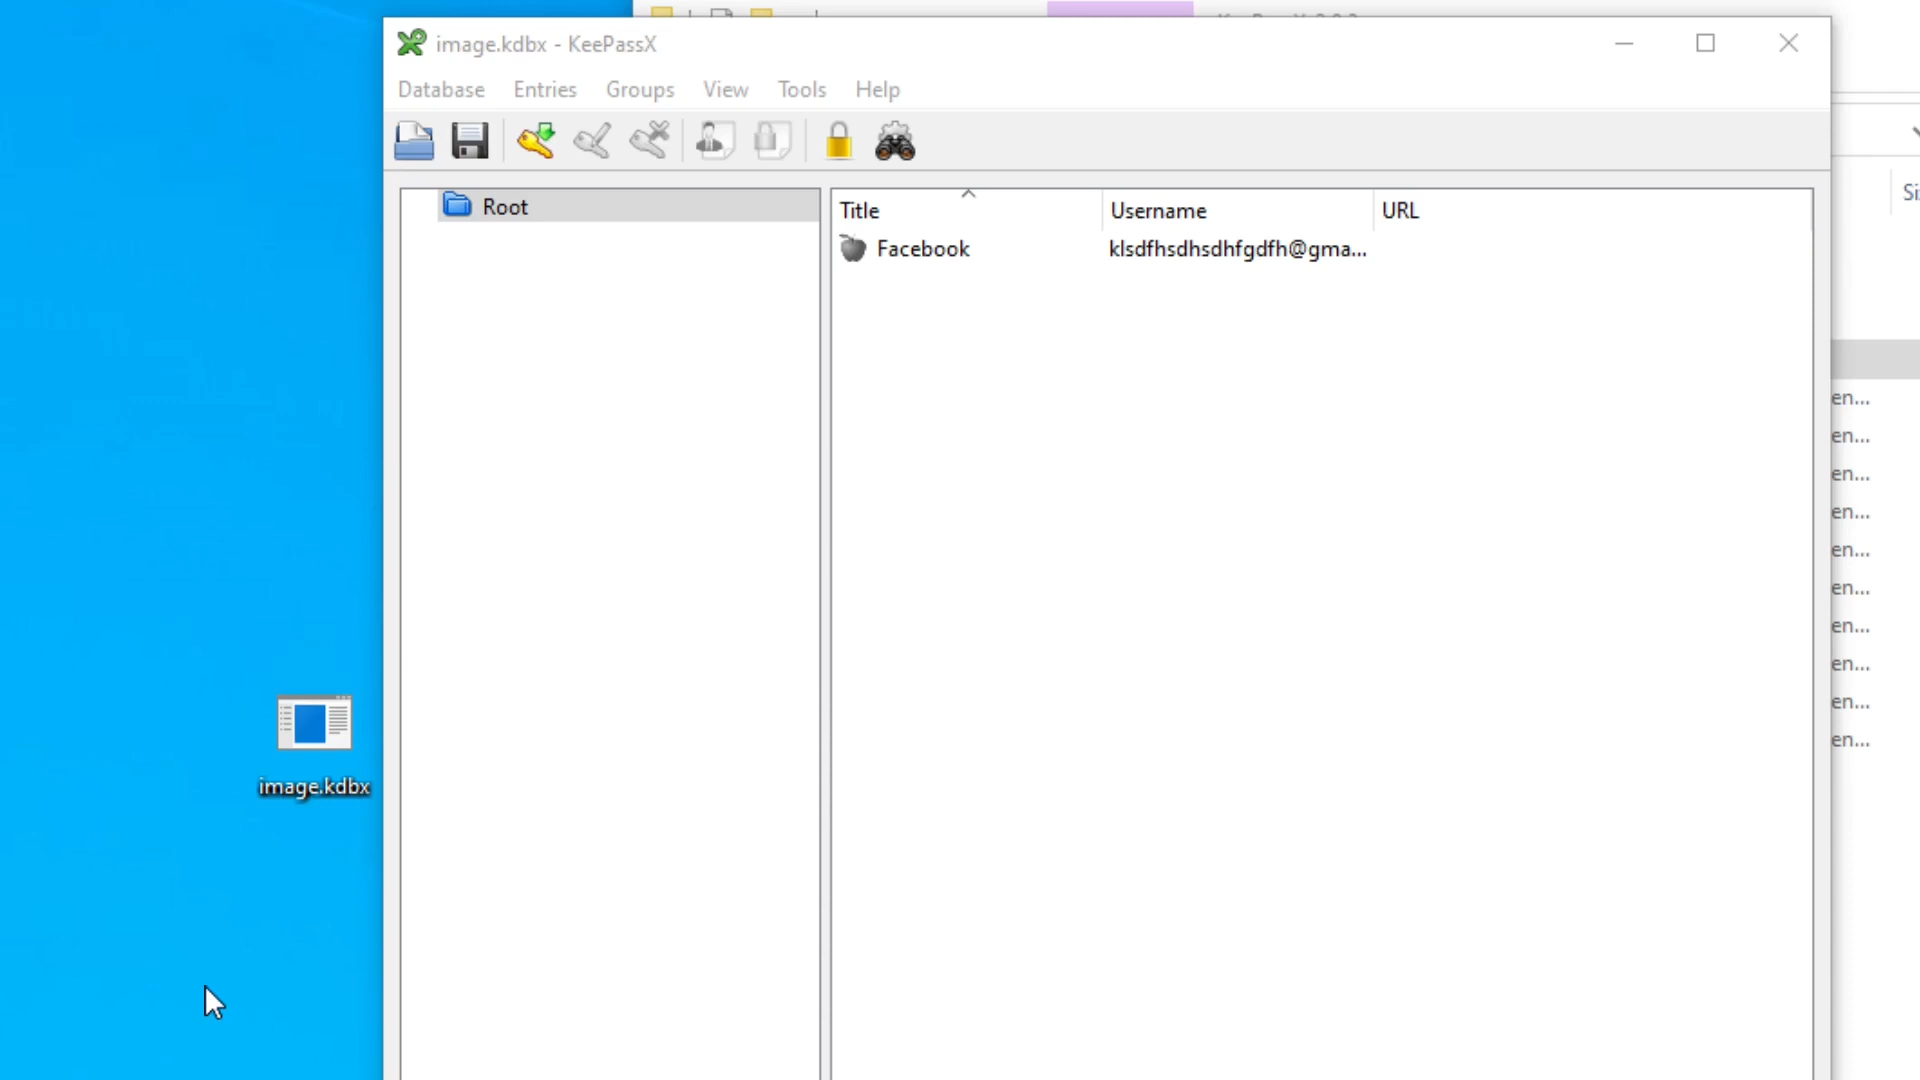 image.kdbx - KeePassX
Database Entries Groups View Tools Help
Root
Title Username URL
Facebook klsdfhsdhsdhfgdfh@gma...
Si
en...
en...
en...
en...
en...
en...
en...
en...
en...
en...
image.kdbx